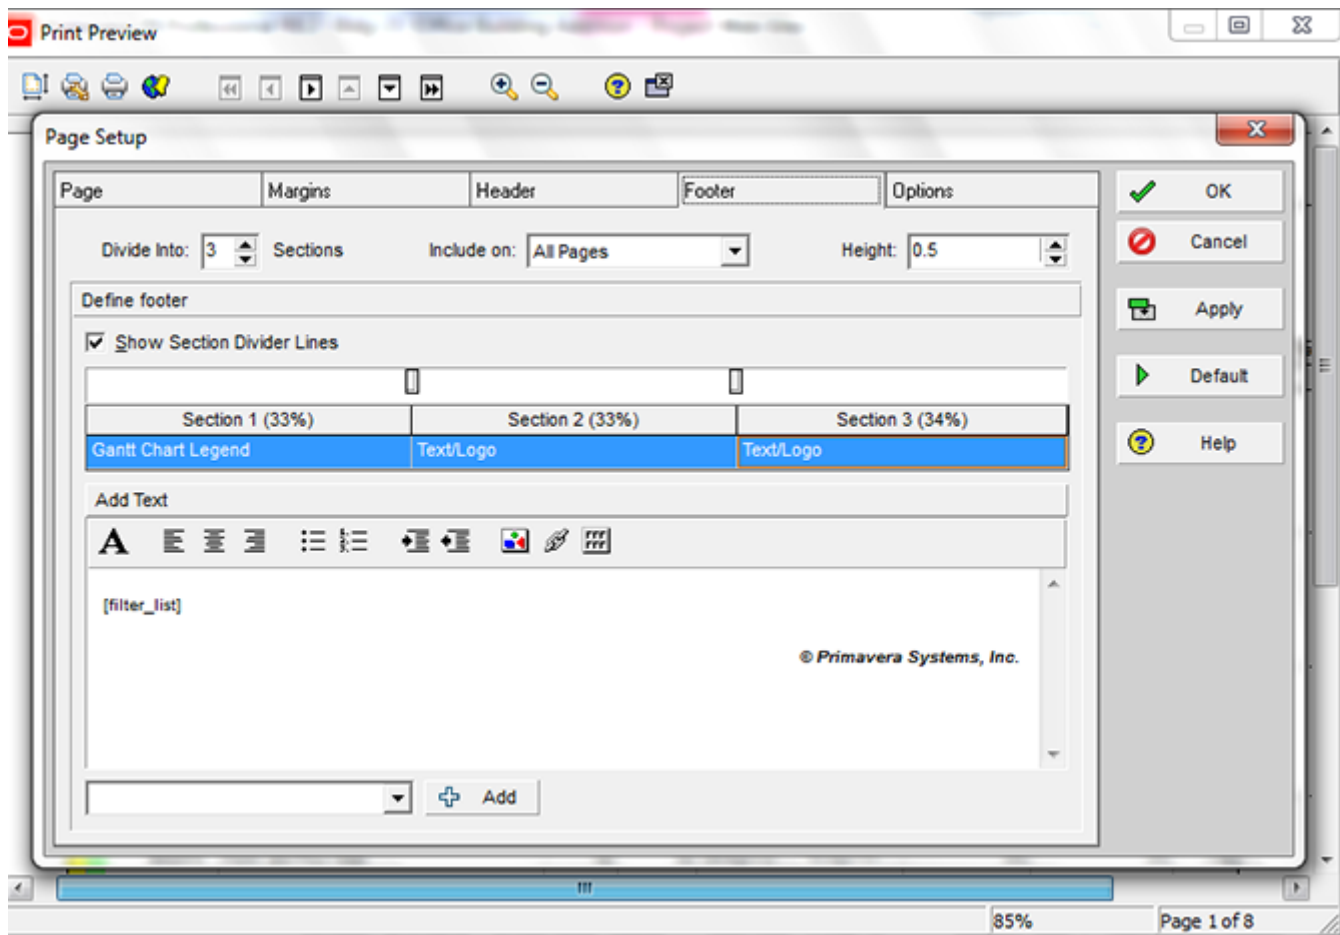 Print Preview
Page Setup
Page Margins Header Footer Options
OK
Divide Into: 3 Sections Include on: All Pages Height: 0.5
Cancel
Define footer
Apply
Show Section Divider Lines
Default
Section 1 (33%) Section 2 (33%) Section 3 (34%)
Gantt Chart Legend Text/Logo Text/Logo
Help
Add Text
A
[filter_list]
© Primavera Systems, Inc.
Add
85% Page 1 of 8